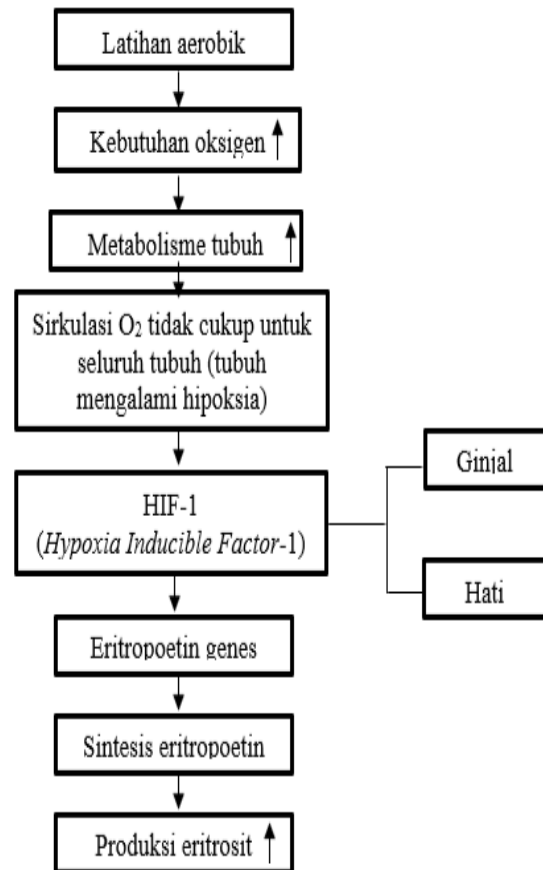 Latihan aerobik
Kebutuhan oksigen
Metabolisme tubuh
Sirkulasi O₂ tidak cukup untuk
seluruh tubuh (tubuh
mengalami hipoksia)
HIF-1
(Hypoxia Inducible Factor-1)
Ginjal
Hati
Eritropoetin genes
Sintesis eritropoetin
Produksi eritrosit